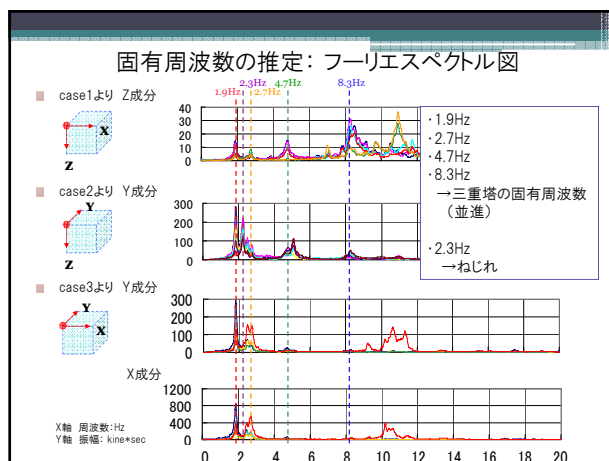 固有周波数の推定: フーリエスペクトル図
2.3Hz 4.7Hz 8.3Hz
1.9Hz 2.7Hz
case1より Z成分
X
Z
40
30
20
10
0
・1.9Hz
・2.7Hz
・4.7Hz
・8.3Hz
→三重塔の固有周波数
（並進）
・2.3Hz
→ねじれ
case2より Y成分
Y
Z
300
200
100
0
case3より Y成分
Y
X
300
200
100
0
X成分
1200
800
400
0
0 2 4 6 8 10 12 14 16 18 20
X軸 周波数:Hz
Y軸 振幅: kine*sec